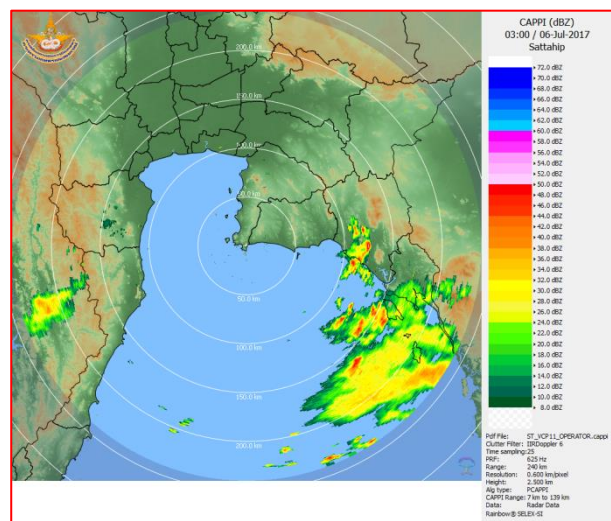 CAPPI (dBZ)
03:00 / 06-Jul-2017
Sattahip
72.0 dBZ
70.0 dBZ
68.0 dBZ
66.0 dBZ
64.0 dBZ
62.0 dBZ
60.0 dBZ
58.0 dBZ
56.0 dBZ
54.0 dBZ
52.0 dBZ
50.0 dBZ
48.0 dBZ
46.0 dBZ
44.0 dBZ
42.0 dBZ
40.0 dBZ
38.0 dBZ
36.0 dBZ
34.0 dBZ
32.0 dBZ
30.0 dBZ
28.0 dBZ
26.0 dBZ
24.0 dBZ
22.0 dBZ
20.0 dBZ
18.0 dBZ
16.0 dBZ
14.0 dBZ
12.0 dBZ
10.0 dBZ
8.0 dBZ
Pdf File: ST_VCP11_OPERATOR.cappi
Clutter Filter: IIRDoppler 6
Time sampling: 25
PRF: 625 Hz
Range: 240 km
Resolution: 0.600 km/pixel
Height: 2.500 km
Alg type: PCAPPI
CAPPI Range: 7 km to 139 km
Data: Radar Data
Rainbow® SELEX-SI
200.0 km
150.0 km
100.0 km
50.0 km
50.0 km
100.0 km
150.0 km
200.0 km